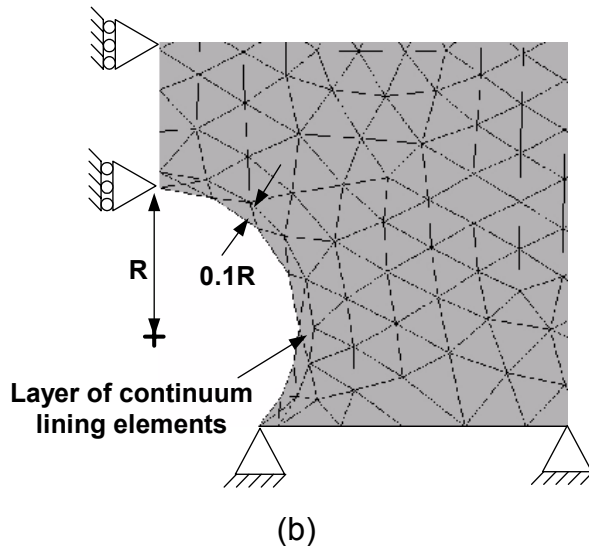 R
0.1R
Layer of continuum
lining elements
(b)